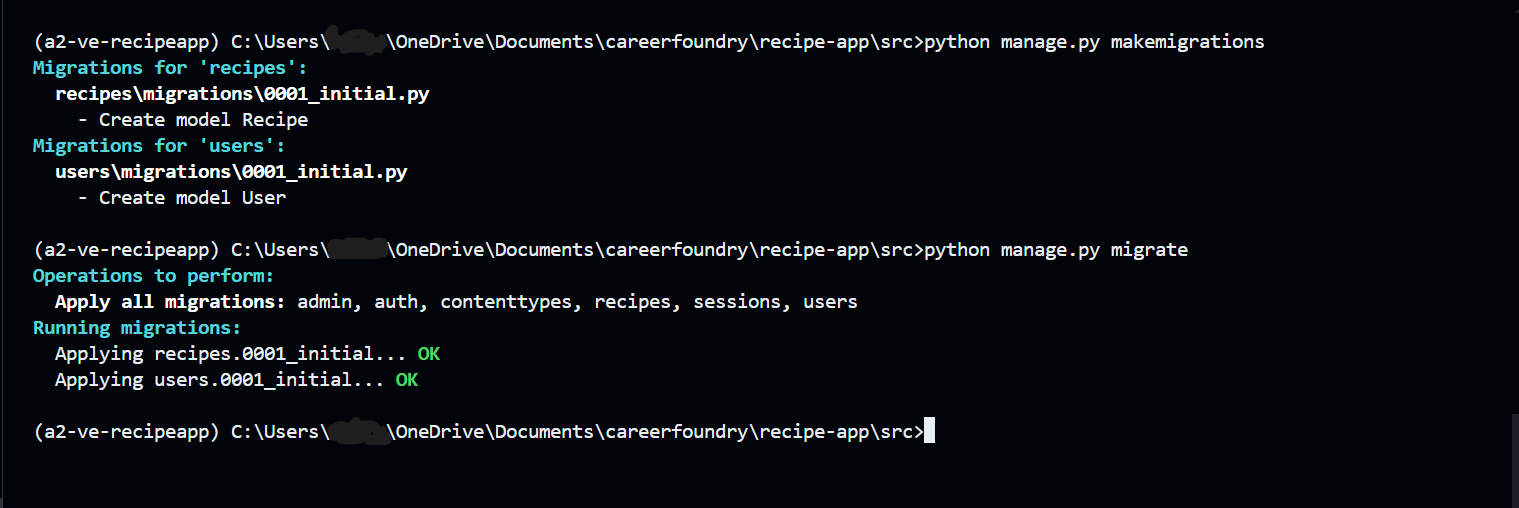 (a2-ve-recipeapp) C:\Users\ \OneDrive\Documents\careerfoundry\recipe-app\src>python manage.py makemigrations
Migrations for 'recipes':
recipes\migrations\0001_initial.py
- Create model Recipe
Migrations for 'users':
users\migrations\0001_initial.py
- Create model User
(a2-ve-recipeapp) C:\Users\ \OneDrive\Documents\careerfoundry\recipe-app\src>python manage.py migrate
Operations to perform:
Apply all migrations: admin, auth, contenttypes, recipes, sessions, users
Running migrations:
Applying recipes.0001_initial... OK
Applying users.0001_initial... OK
(a2-ve-recipeapp) C:\Users\ \OneDrive\Documents\careerfoundry\recipe-app\src>